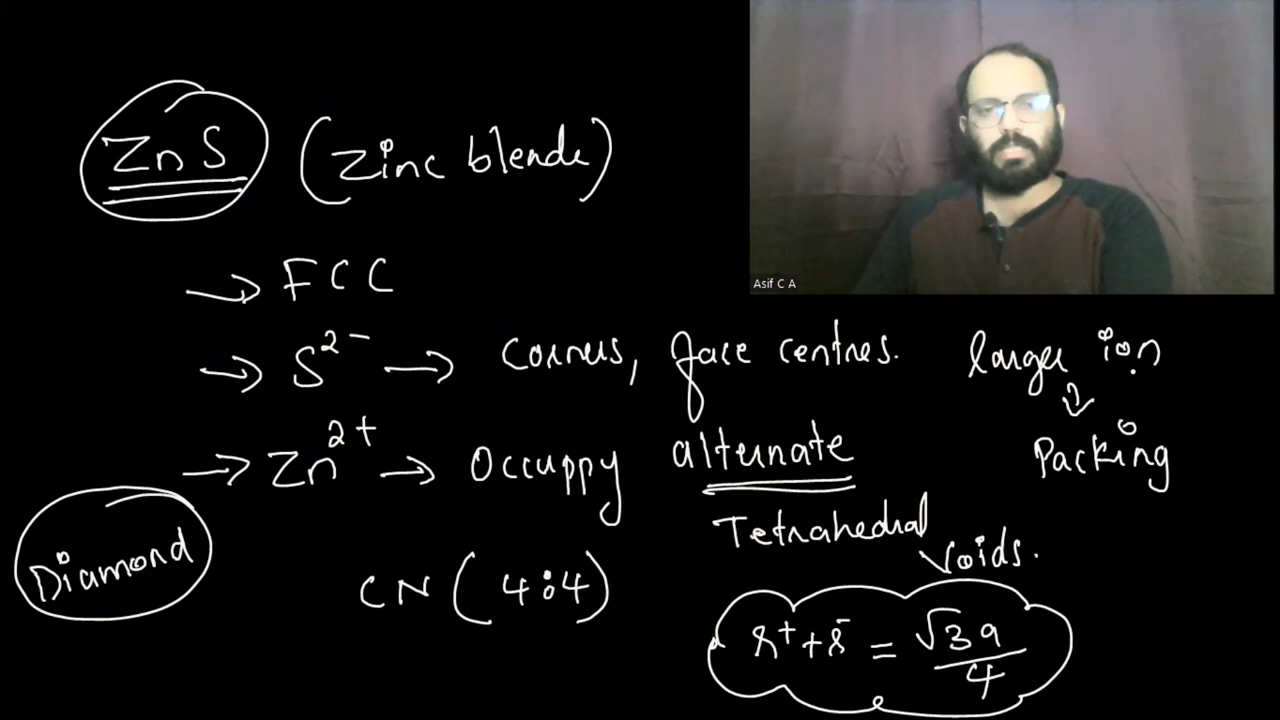 ZnS (Zinc blende)
Asif C A
→ FCC
→ S²⁻ → Corners, face centres.
larger ion
⇓
Packing
→ Zn²⁺ → Occuppy alternate
Tetrahedral
Voids.
Diamond
CN (4:4)
r⁺ + r⁻ = √3a/4